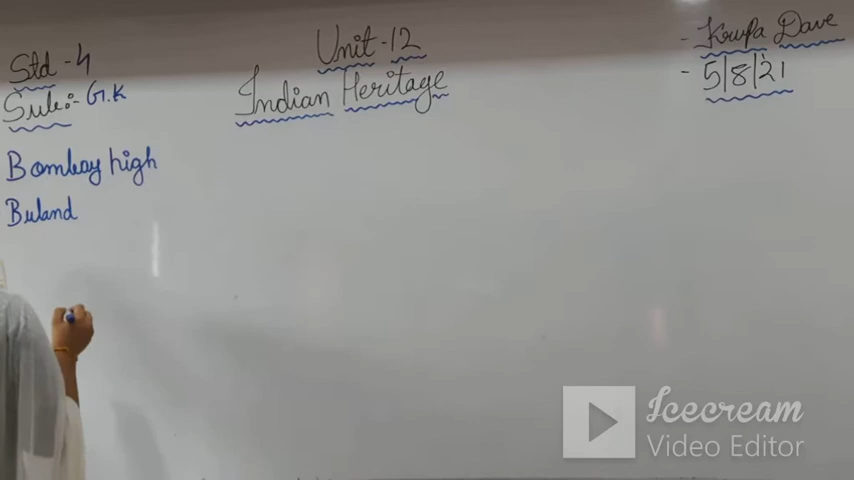 Std - 4
Unit - 12
- Krupa Dave
Sub:- G.K
Indian Heritage
- 5/8/21
Bombay high
Buland
Icecream
Video Editor